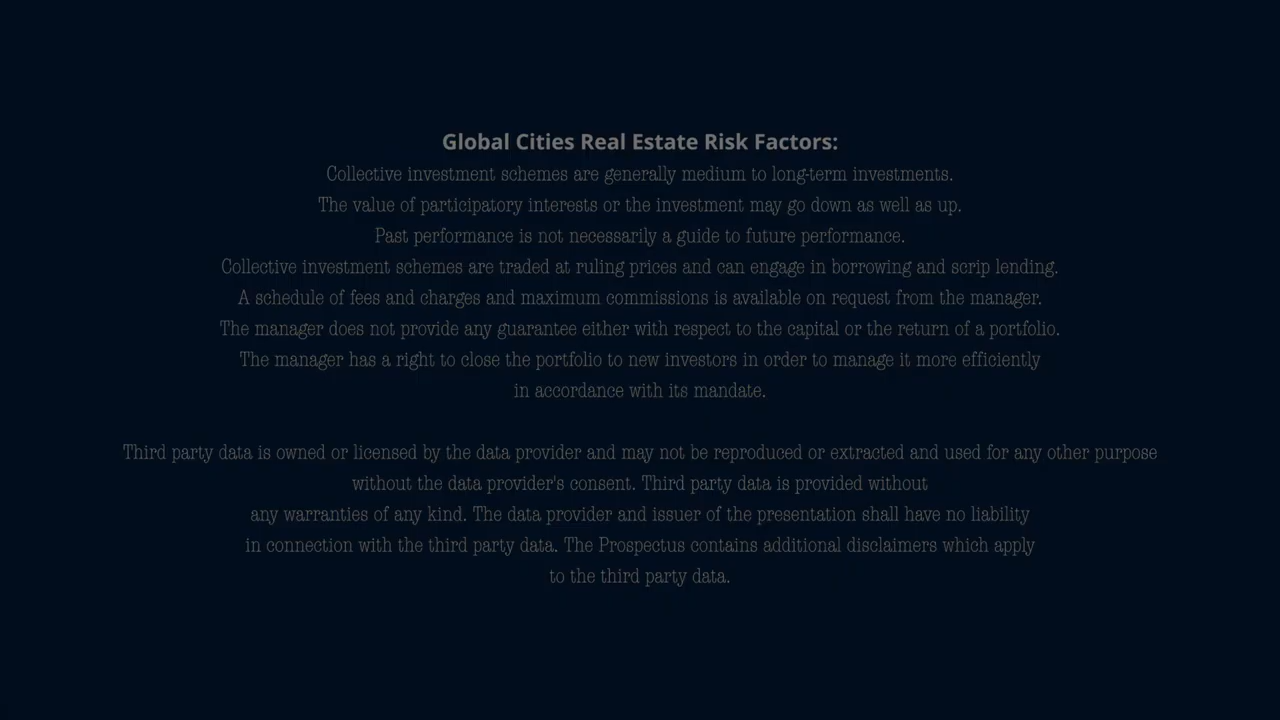 Global Cities Real Estate Risk Factors:
Collective investment schemes are generally medium to long-term investments.
The value of participatory interests or the investment may go down as well as up.
Past performance is not necessarily a guide to future performance.
Collective investment schemes are traded at ruling prices and can engage in borrowing and scrip lending.
A schedule of fees and charges and maximum commissions is available on request from the manager.
The manager does not provide any guarantee either with respect to the capital or the return of a portfolio.
The manager has a right to close the portfolio to new investors in order to manage it more efficiently
in accordance with its mandate.
Third party data is owned or licensed by the data provider and may not be reproduced or extracted and used for any other purpose
without the data provider's consent. Third party data is provided without
any warranties of any kind. The data provider and issuer of the presentation shall have no liability
in connection with the third party data. The Prospectus contains additional disclaimers which apply
to the third party data.